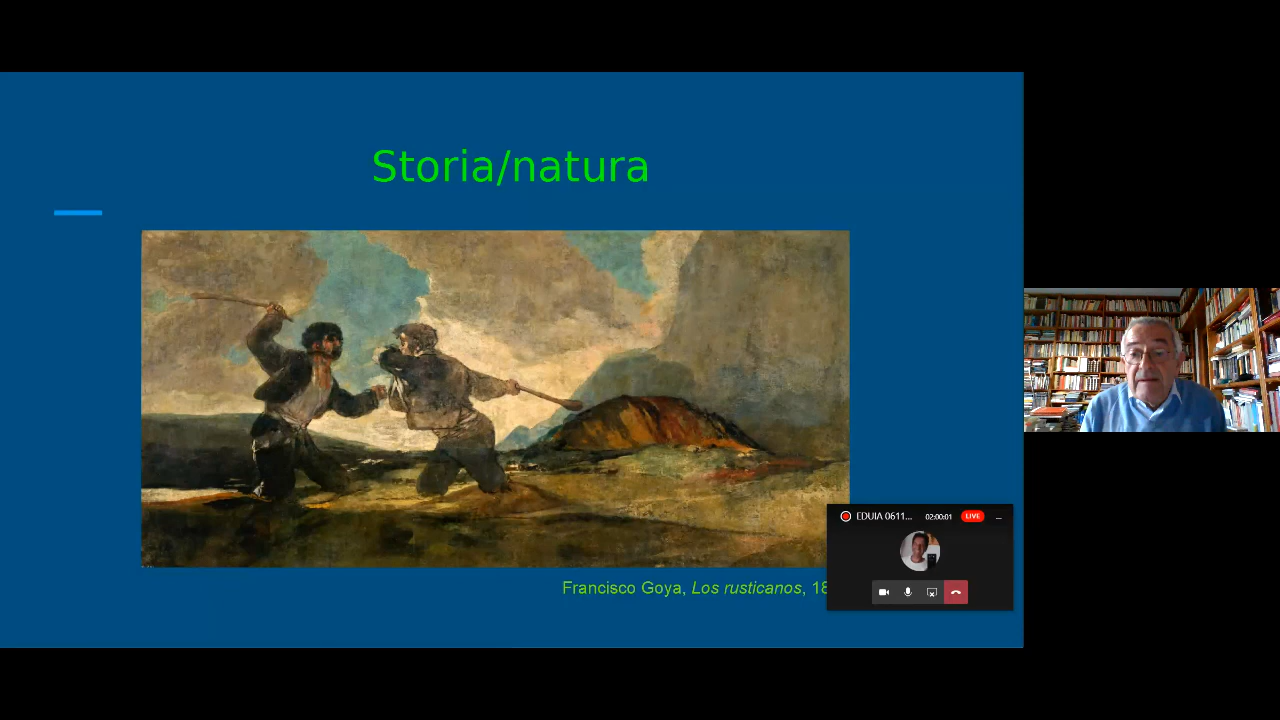 Storia/natura
Francisco Goya, Los rusticanos, 18
EDUIA 0611...
02:00:01
LIVE